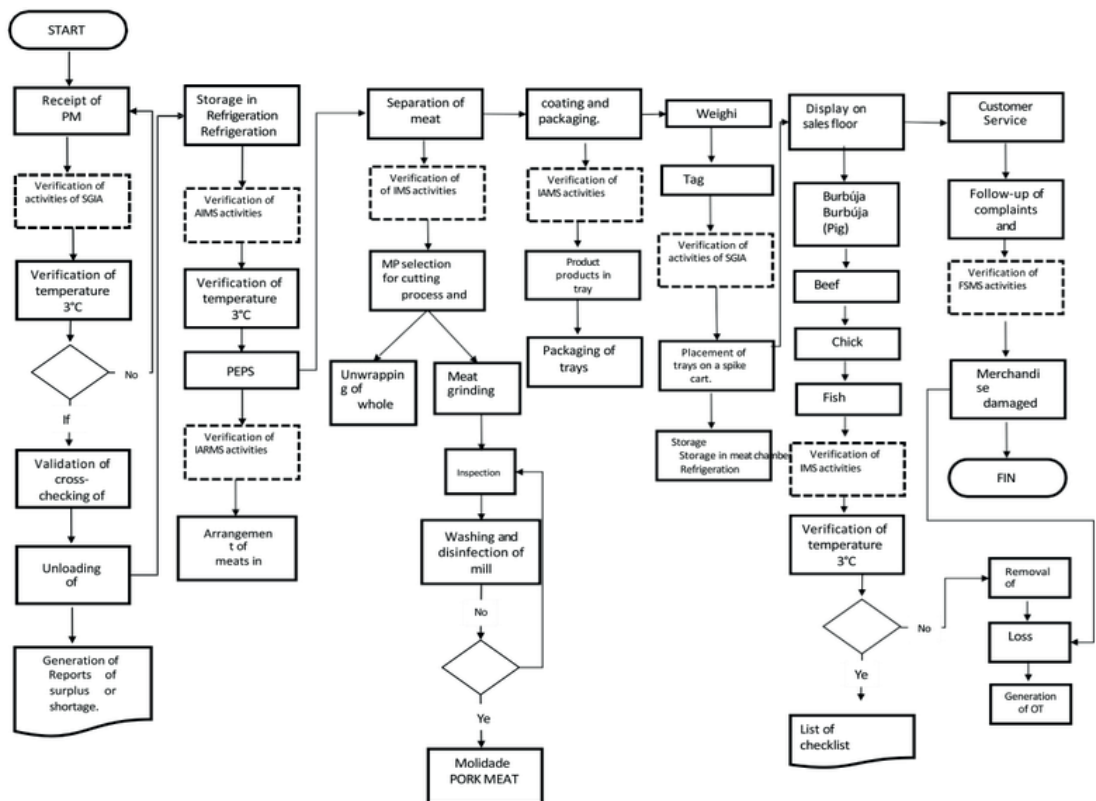 START
Receipt of
PM
Verification of
activities of SGIA
Verification of
temperature
3°C
No
If
Validation of
cross-
checking of
Unloading
of
Generation of
Reports of
surplus or
shortage.
Storage in
Refrigeration
Refrigeration
Verification of
AIMS activities
Verification of
temperature
3°C
PEPS
Verification of
IARMS activities
Arrangemen
t of
meats in
Separation of
meat
Verification of
of IMS activities
MP selection
for cutting
process and
Unwrappin
g of
whole
Meat
grinding
Inspection
Washing and
disinfection of
mill
No
Ye
Molidade
PORK MEAT
coating and
packaging.
Verification of
IAMS activities
Product
products in
tray
Packaging of
trays
Weighi
Tag
Verification of
activities of SGIA
Placement of
trays on a spike
cart.
Storage
Storage in meat chambe
Refrigeration
Display on
sales floor
Burbúja
Burbúja
(Pig)
Beef
Chick
Fish
Verification of
IMS activities
Verification of
temperature
3°C
No
Ye
List of
checklist
Customer
Service
Follow-up of
complaints
and
Verification of
FSMS activities
Merchandi
se
damaged
FIN
Removal
of
Loss
Generation
of OT